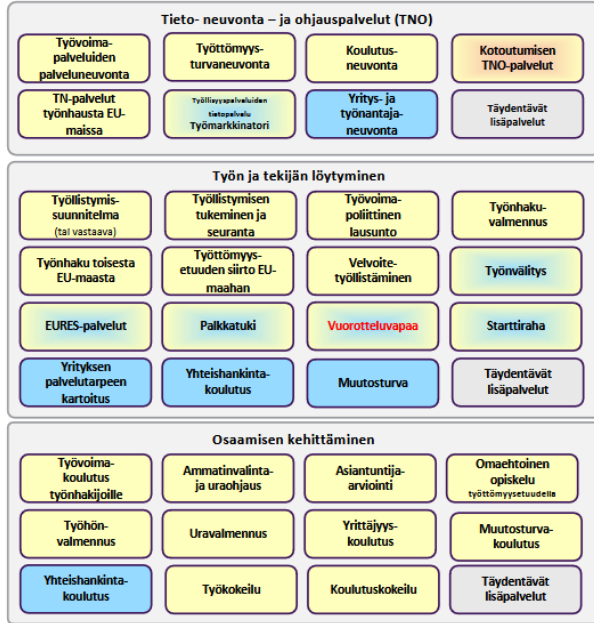 Tieto- neuvonta – ja ohjauspalvelut (TNO)
Työvoima-
palveluiden
palveluneuvonta
Työttömyys-
turvaneuvonta
Koulutus-
neuvonta
Kotoutumisen
TNO-palvelut
TN-palvelut
työnhausta EU-
maissa
Työllisyyspalveluiden
tietopalvelu
Työmarkkinatori
Yritys- ja
työnantaja-
neuvonta
Täydentävät
lisäpalvelut
Työn ja tekijän löytyminen
Työllistymis-
suunnitelma
(tai vastaava)
Työllistymisen
tukeminen ja
seuranta
Työvoima-
poliittinen
lausunto
Työnhaku-
valmennus
Työnhaku toisesta
EU-maasta
Työttömyys-
etuuden siirto EU-
maahan
Velvoite-
työllistäminen
Työnvälitys
EURES-palvelut
Palkkatuki
Vuorotteluvapaa
Starttiraha
Yrityksen
palvelutarpeen
kartoitus
Yhteishankinta-
koulutus
Muutosturva
Täydentävät
lisäpalvelut
Osaamisen kehittäminen
Työvoima-
koulutus
työnhakijoille
Ammatinvalinta-
ja uraohjaus
Asiantuntija-
arviointi
Omaehtoinen
opiskelu
työttömyysetuudella
Työhön-
valmennus
Uravalmennus
Yrittäjyys-
koulutus
Muutosturva-
koulutus
Yhteishankinta-
koulutus
Työkokeilu
Koulutuskokeilu
Täydentävät
lisäpalvelut